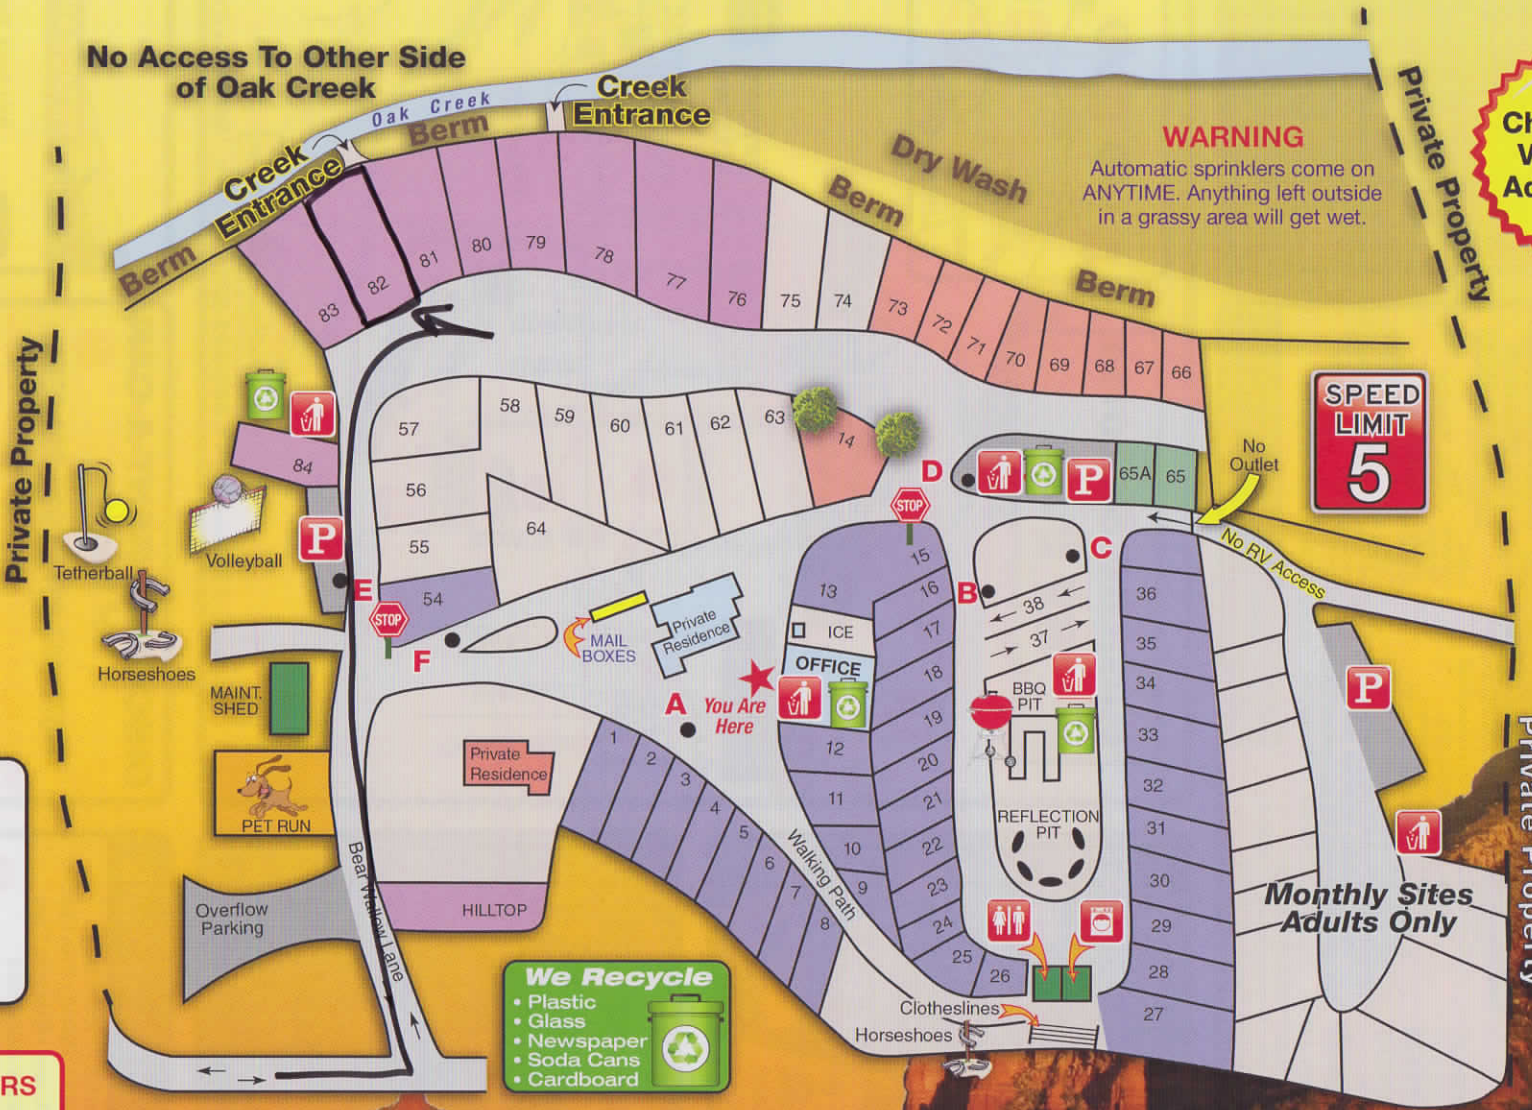 No Access To Other Side
of Oak Creek
Oak Creek
Berm
Creek
Entrance
Creek
Entrance
Berm
Dry Wash
Berm
Berm
WARNING
Automatic sprinklers come on
ANYTIME. Anything left outside
in a grassy area will get wet.
Private Property
Private Property
Private Property
83
82
81
80
79
78
77
76
75
74
73
72
71
70
69
68
67
66
SPEED
LIMIT
5
No
Outlet
No RV Access
57
58
59
60
61
62
63
14
84
56
55
64
54
P
D
P
65A
65
STOP
C
B
E
STOP
F
A
Tetherball
Volleyball
Horseshoes
MAINT.
SHED
PET RUN
Overflow
Parking
Bear Wallow Lane
MAIL
BOXES
Private
Residence
Private
Residence
You Are
Here
HILLTOP
13
ICE
OFFICE
12
11
10
9
Walking Path
1
2
3
4
5
6
7
8
15
16
17
18
19
20
21
22
23
24
25
26
38
37
BBQ
PIT
REFLECTION
PIT
36
35
34
33
32
31
30
29
28
27
P
Monthly Sites
Adults Only
Private Property
Clotheslines
Horseshoes
We Recycle
• Plastic
• Glass
• Newspaper
• Soda Cans
• Cardboard
RS